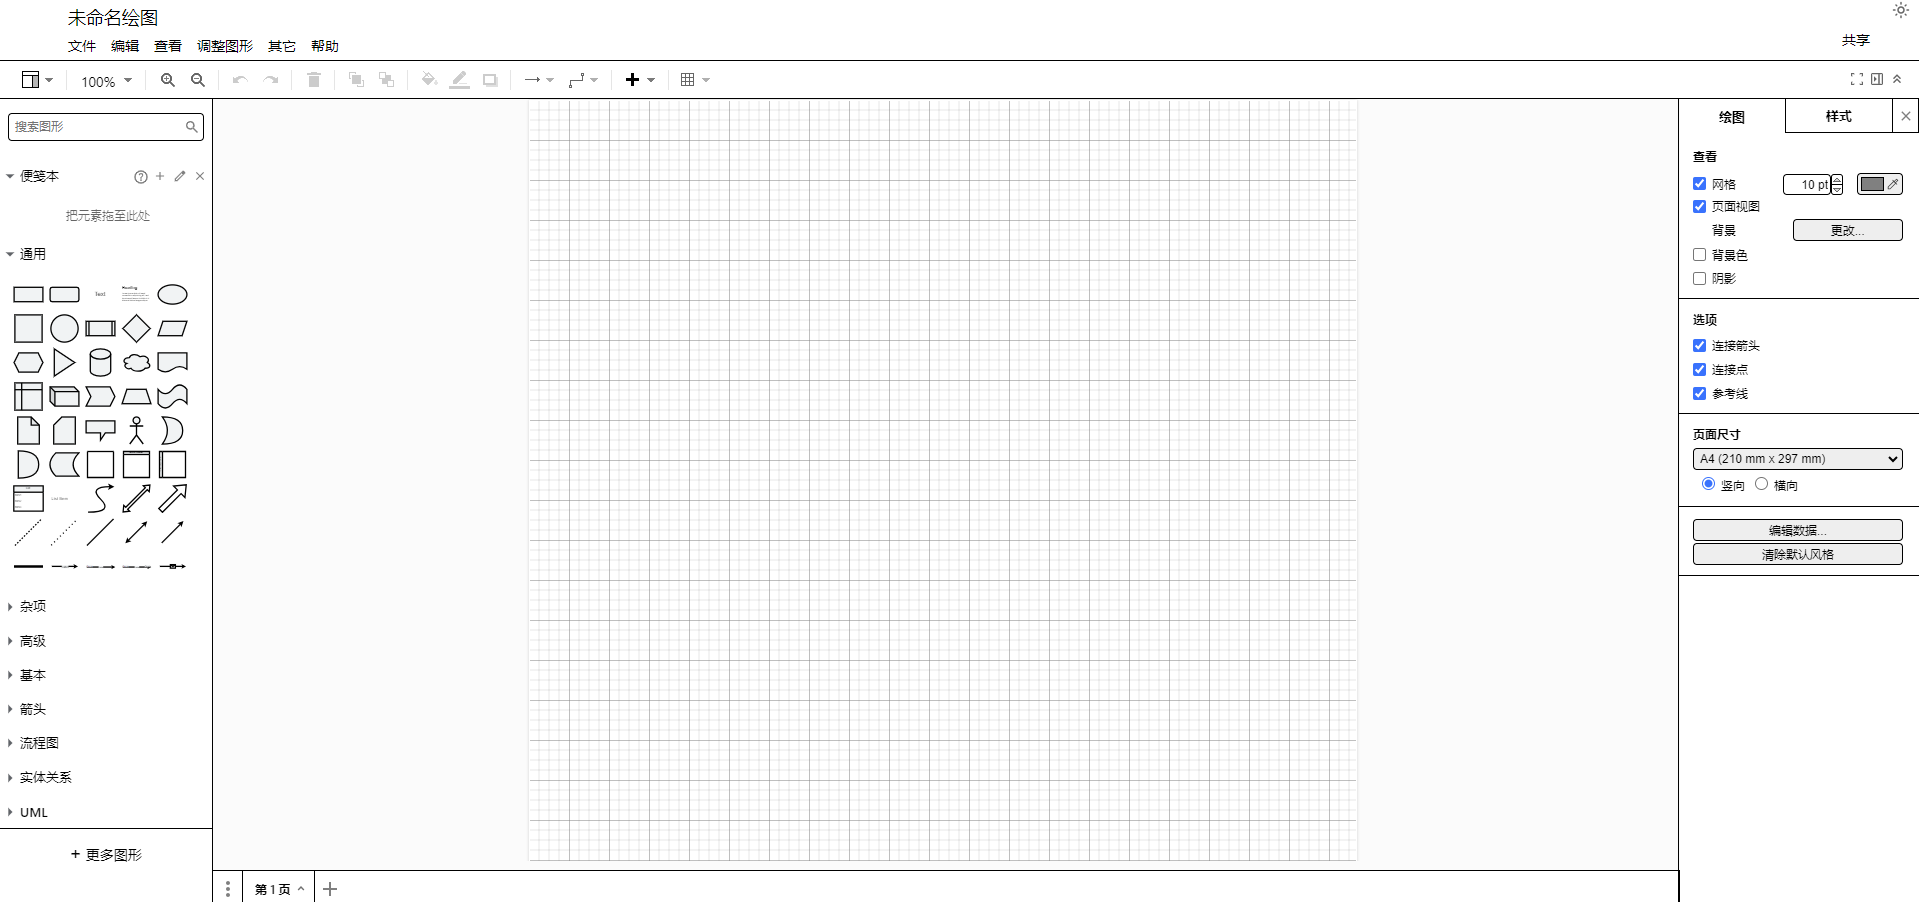 未命名绘图
文件 编辑 查看 调整图形 其它 帮助
共享
100%
搜索图形
便笺本
把元素拖至此处
通用
Text
Heading
List Item
杂项
高级
基本
箭头
流程图
实体关系
UML
+ 更多图形
第 1 页
绘图 样式
查看
网格 10 pt
页面视图
背景 更改...
背景色
阴影
选项
连接箭头
连接点
参考线
页面尺寸
A4 (210 mm x 297 mm)
竖向 横向
编辑数据...
清除默认风格